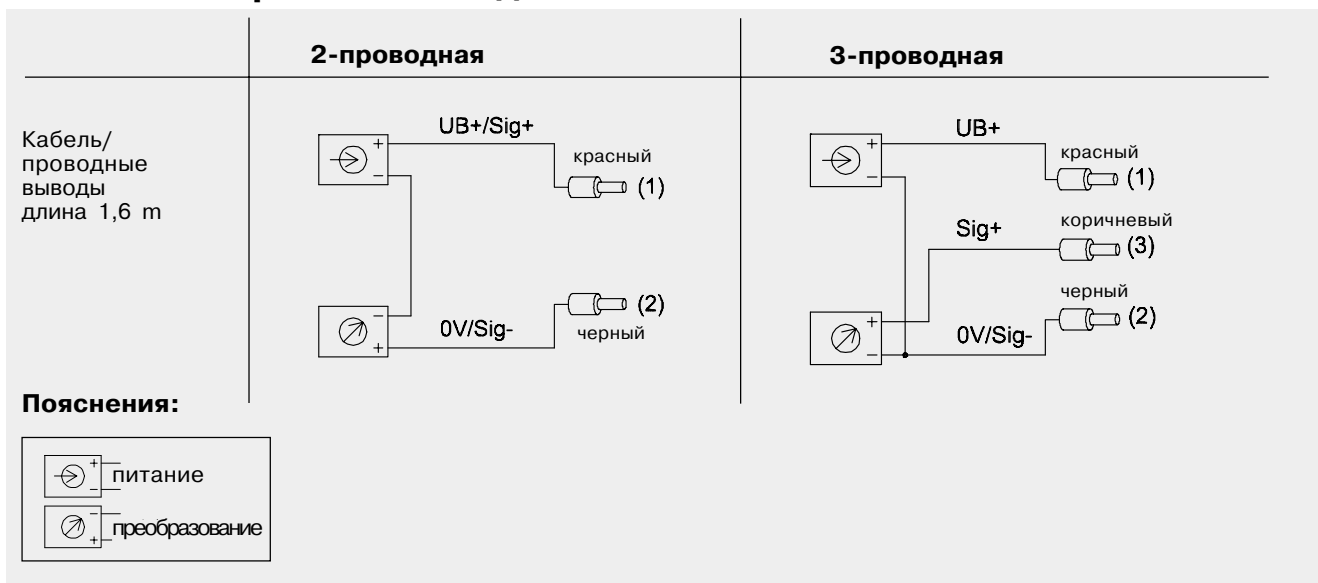 2-проводная
3-проводная
Кабель/
проводные
выводы
длина 1,6 m
UB+/Sig+
+
-
красный
(1)
(2)
-
+
0V/Sig-
черный
UB+
+
-
красный
(1)
Sig+
коричневый
(3)
черный
(2)
+
-
0V/Sig-
Пояснения:
+
-
питание
-
+
преобразование